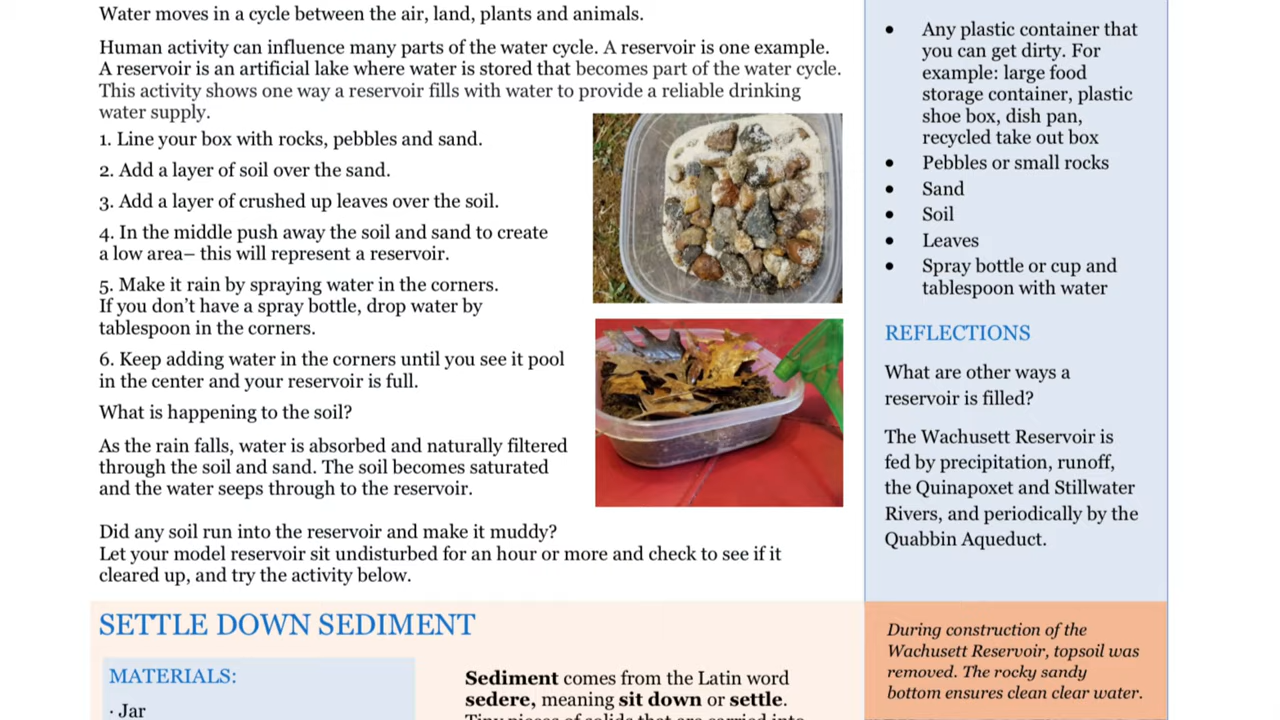 Water moves in a cycle between the air, land, plants and animals.
Human activity can influence many parts of the water cycle. A reservoir is one example.
A reservoir is an artificial lake where water is stored that becomes part of the water cycle.
This activity shows one way a reservoir fills with water to provide a reliable drinking
water supply.
1. Line your box with rocks, pebbles and sand.
2. Add a layer of soil over the sand.
3. Add a layer of crushed up leaves over the soil.
4. In the middle push away the soil and sand to create
a low area– this will represent a reservoir.
5. Make it rain by spraying water in the corners.
If you don’t have a spray bottle, drop water by
tablespoon in the corners.
6. Keep adding water in the corners until you see it pool
in the center and your reservoir is full.
What is happening to the soil?
As the rain falls, water is absorbed and naturally filtered
through the soil and sand. The soil becomes saturated
and the water seeps through to the reservoir.
Did any soil run into the reservoir and make it muddy?
Let your model reservoir sit undisturbed for an hour or more and check to see if it
cleared up, and try the activity below.
• Any plastic container that
you can get dirty. For
example: large food
storage container, plastic
shoe box, dish pan,
recycled take out box
• Pebbles or small rocks
• Sand
• Soil
• Leaves
• Spray bottle or cup and
tablespoon with water
REFLECTIONS
What are other ways a
reservoir is filled?
The Wachusett Reservoir is
fed by precipitation, runoff,
the Quinapoxet and Stillwater
Rivers, and periodically by the
Quabbin Aqueduct.
SETTLE DOWN SEDIMENT
MATERIALS:
· Jar
Sediment comes from the Latin word
sedere, meaning sit down or settle.
Tiny pieces of solids that are carried into
During construction of the
Wachusett Reservoir, topsoil was
removed. The rocky sandy
bottom ensures clean clear water.